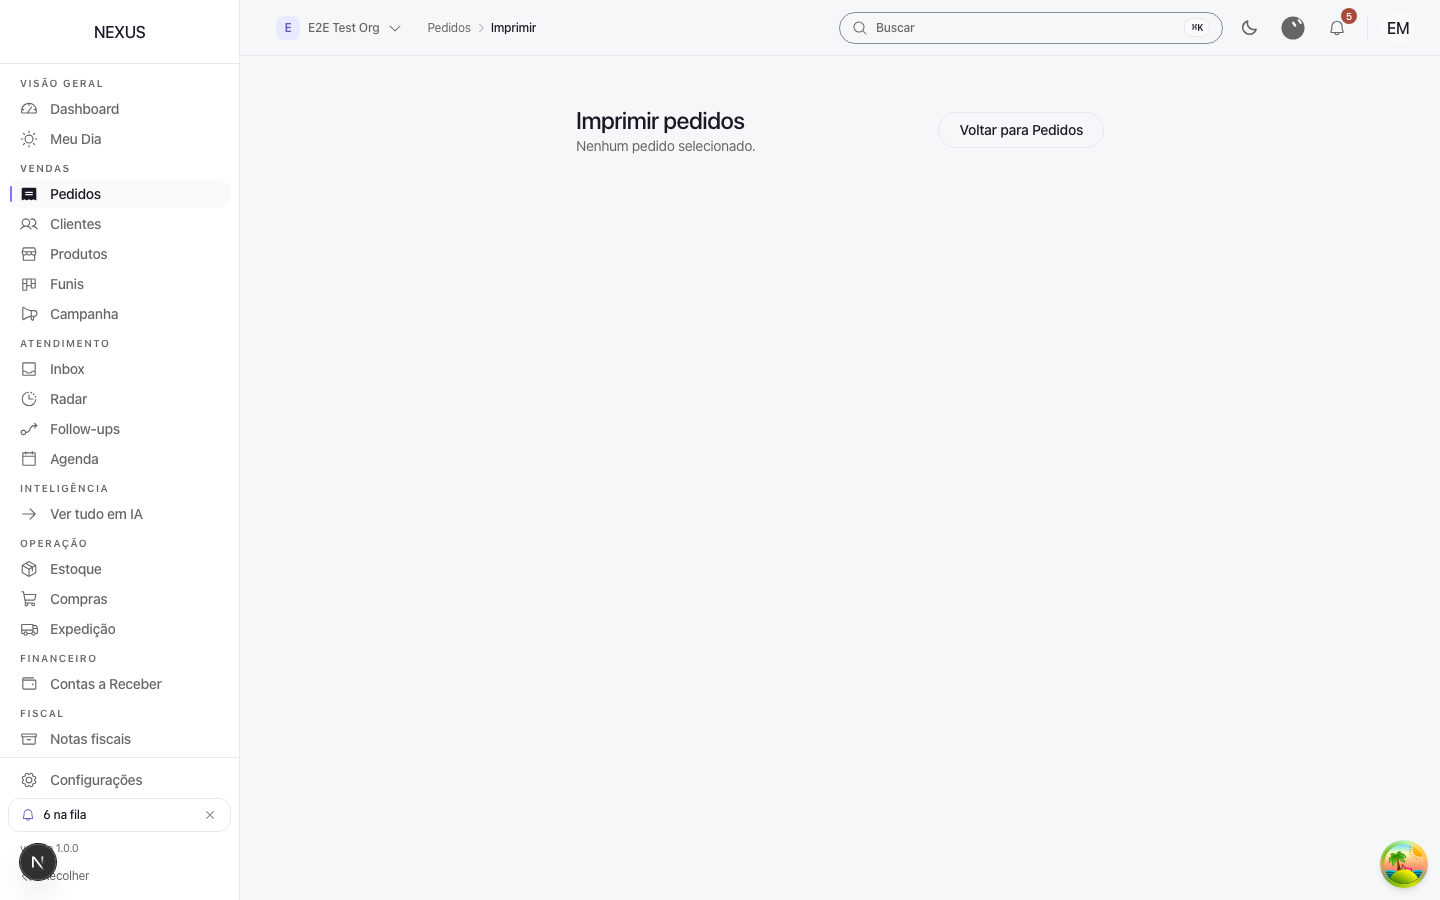 NEXUS
E E2E Test Org Pedidos Imprimir
Buscar ⌘K
5
EM
VISÃO GERAL
Dashboard
Meu Dia
VENDAS
Pedidos
Clientes
Produtos
Funis
Campanha
ATENDIMENTO
Inbox
Radar
Follow-ups
Agenda
INTELIGÊNCIA
Ver tudo em IA
OPERAÇÃO
Estoque
Compras
Expedição
FINANCEIRO
Contas a Receber
FISCAL
Notas fiscais
Configurações
6 na fila
1.0.0
N
Imprimir pedidos
Nenhum pedido selecionado.
Voltar para Pedidos